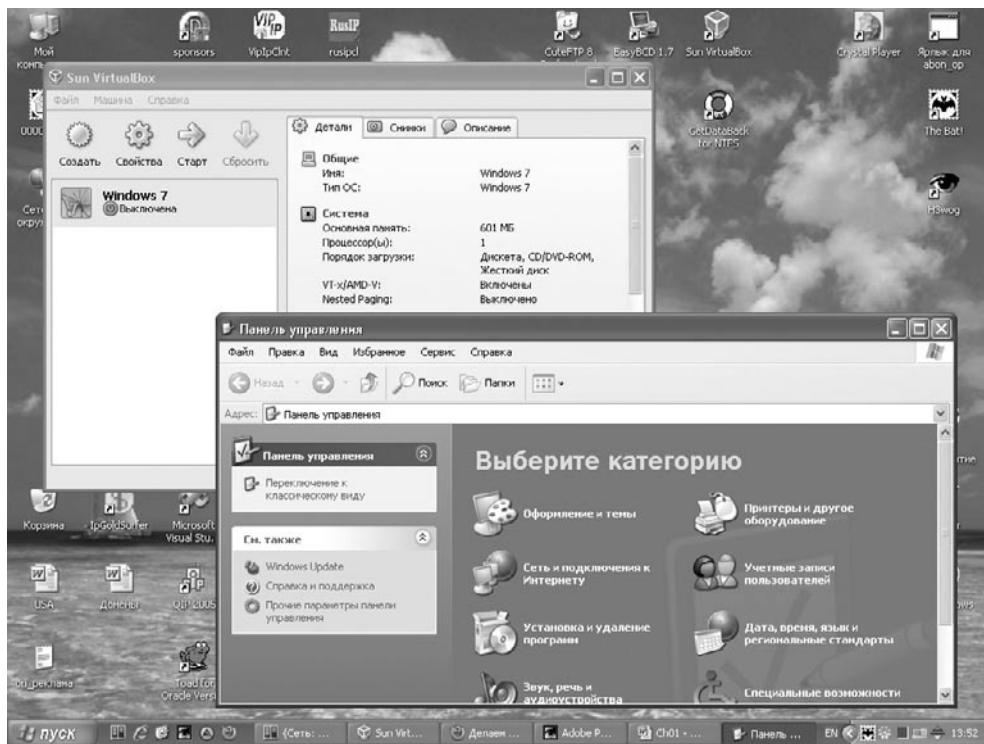 Мой
sponsors
VipIpClnt
rusipcl
CuteFTP 8
EasyBCD 1.7
Sun VirtualBox
Crystal Player
Ярлык для
abon_op
Sun VirtualBox
Файл Машина Справка
Создать Свойства Старт Сбросить
Windows 7
Выключена
Детали Снимки Описание
Общие
Имя: Windows 7
Тип ОС: Windows 7
Система
Основная память: 601 МБ
Процессор(ы): 1
Порядок загрузки: Дискета, CD/DVD-ROM,
Жесткий диск
VT-x/AMD-V: Включены
Nested Paging: Выключено
GetDataBack
for NTFS
The Bat!
Панель управления
Файл Правка Вид Избранное Сервис Справка
Назад Поиск Папки
Адрес: Панель управления
Панель управления
Переключение к
классическому виду
См. также
Windows Update
Справка и поддержка
Прочие параметры панели
управления
Выберите категорию
Оформление и темы
Принтеры и другое
оборудование
Сеть и подключения к
Интернету
Учетные записи
пользователей
Установка и удаление
программ
Дата, время, язык и
региональные стандарты
Звук, речь и
аудиоустройства
Специальные возможности
Корзина
IpGoldSurfer
Microsoft
Visual Stu.
USA
Домены
QIP 2005
Toad for
Oracle Versi
пуск
{Сеть: ...
Sun Virt...
Делаем ...
Adobe P...
Ch01 - ...
Панель ...
EN
13:52